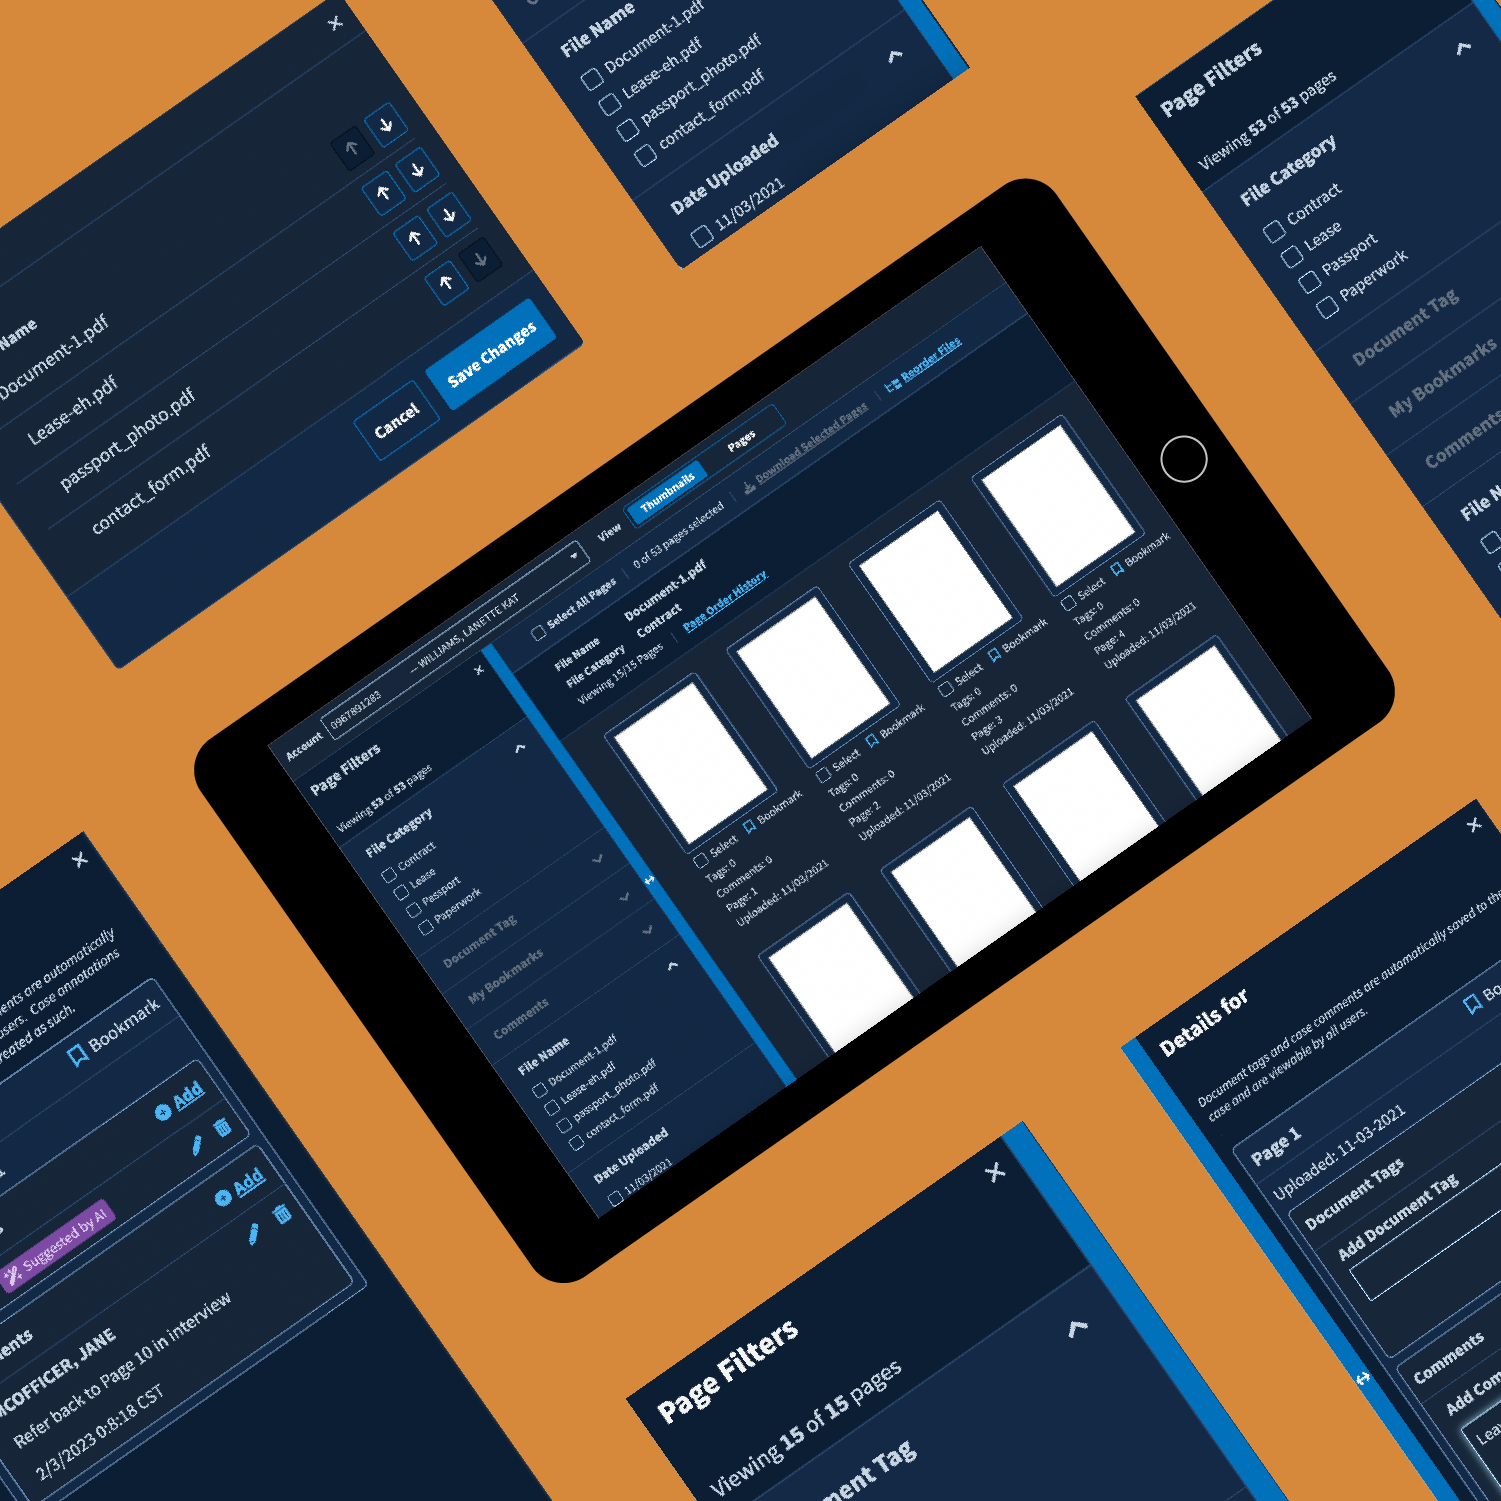 Name
Document-1.pdf
Lease-eh.pdf
passport_photo.pdf
contact_form.pdf
Cancel
Save Changes
File Name
Document-1.pdf
Lease-eh.pdf
passport_photo.pdf
contact_form.pdf
Date Uploaded
11/03/2021
Page Filters
Viewing 53 of 53 pages
File Category
Contract
Lease
Passport
Paperwork
Document Tag
My Bookmarks
Comments
File N
Account
0967891283 -- WILLIAMS, LANETTE KAT
View
Thumbnails
Pages
Page Filters
Viewing 53 of 53 pages
File Category
Contract
Lease
Passport
Paperwork
Document Tag
My Bookmarks
Comments
File Name
Document-1.pdf
Lease-eh.pdf
passport_photo.pdf
contact_form.pdf
Date Uploaded
11/03/2021
Select All Pages
0 of 53 pages selected
Download Selected Pages
Reorder Files
File Name Document-1.pdf
File Category Contract
Viewing 15/15 Pages
Page Order History
Select Bookmark
Tags: 0
Comments: 0
Page: 1
Uploaded: 11/03/2021
Select Bookmark
Tags: 0
Comments: 0
Page: 2
Uploaded: 11/03/2021
Select Bookmark
Tags: 0
Comments: 0
Page: 3
Uploaded: 11/03/2021
Select Bookmark
Tags: 0
Comments: 0
Page: 4
Uploaded: 11/03/2021
ents are automatically
sers. Case annotations
reated as such.
Bookmark
Add
Suggested by AI
Add
ents
MCOFFICER, JANE
Refer back to Page 10 in interview
2/3/2023 0:8:18 CST
Page Filters
Viewing 15 of 15 pages
ment Tag
Details for
Document tags and case comments are automatically saved to the
case and are viewable by all users.
Bo
Page 1
Uploaded: 11-03-2021
Document Tags
Add Document Tag
Comments
Add Com
Lea